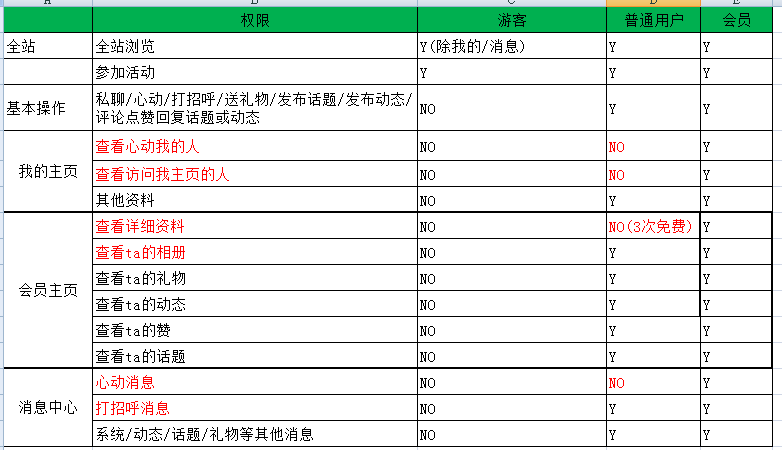 权限 游客 普通用户 会员
全站 全站浏览 Y(除我的/消息) Y Y
参加活动 Y Y Y
基本操作 私聊/心动/打招呼/送礼物/发布话题/发布动态/
评论点赞回复话题或动态 NO Y Y
我的主页 查看心动我的人 NO NO Y
查看访问我主页的人 NO NO Y
其他资料 NO Y Y
会员主页 查看详细资料 NO NO(3次免费) Y
查看ta的相册 NO Y Y
查看ta的礼物 NO Y Y
查看ta的动态 NO Y Y
查看ta的赞 NO Y Y
查看ta的话题 NO Y Y
消息中心 心动消息 NO NO Y
打招呼消息 NO Y Y
系统/动态/话题/礼物等其他消息 NO Y Y